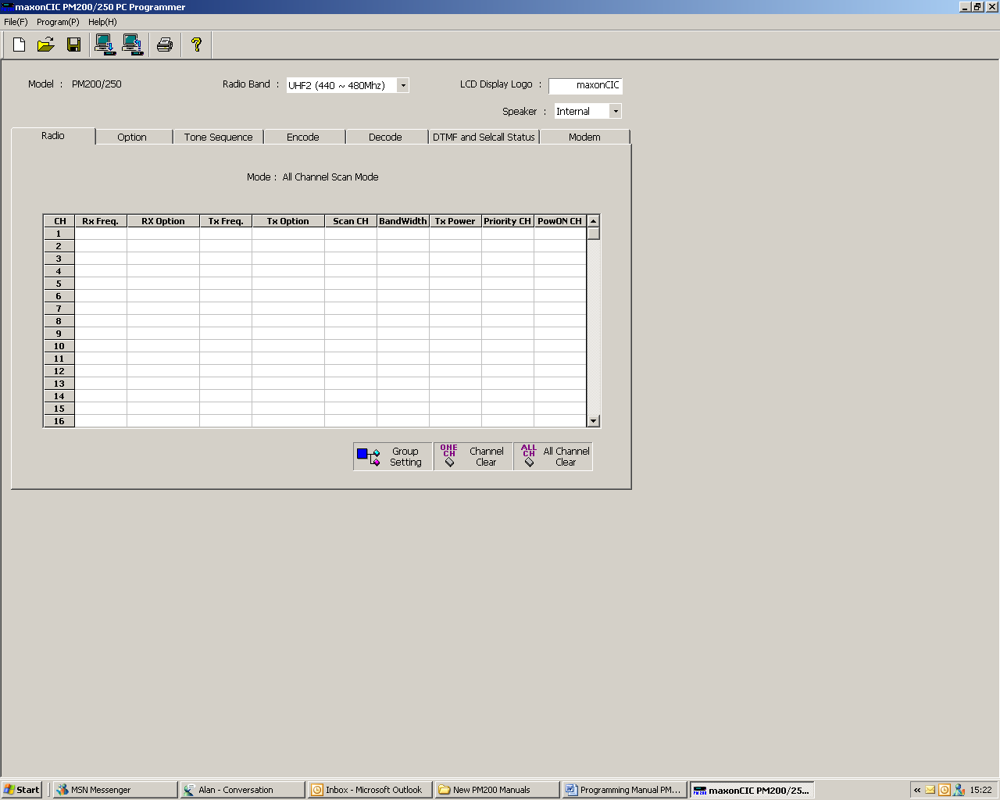 maxonCIC PM200/250 PC Programmer
File(F) Program(P) Help(H)
Model : PM200/250 Radio Band : UHF2 (440 ~ 480Mhz) LCD Display Logo : maxonCIC
Speaker : Internal
Radio Option Tone Sequence Encode Decode DTMF and Selcall Status Modem
Mode : All Channel Scan Mode
CH Rx Freq. RX Option Tx Freq. Tx Option Scan CH BandWidth Tx Power Priority CH PowON CH
1
2
3
4
5
6
7
8
9
10
11
12
13
14
15
16
Group Setting ONE CH Channel Clear ALL CH All Channel Clear
Start MSN Messenger Alan - Conversation Inbox - Microsoft Outlook New PM200 Manuals Programming Manual PM... maxonCIC PM200/25... « 15:22